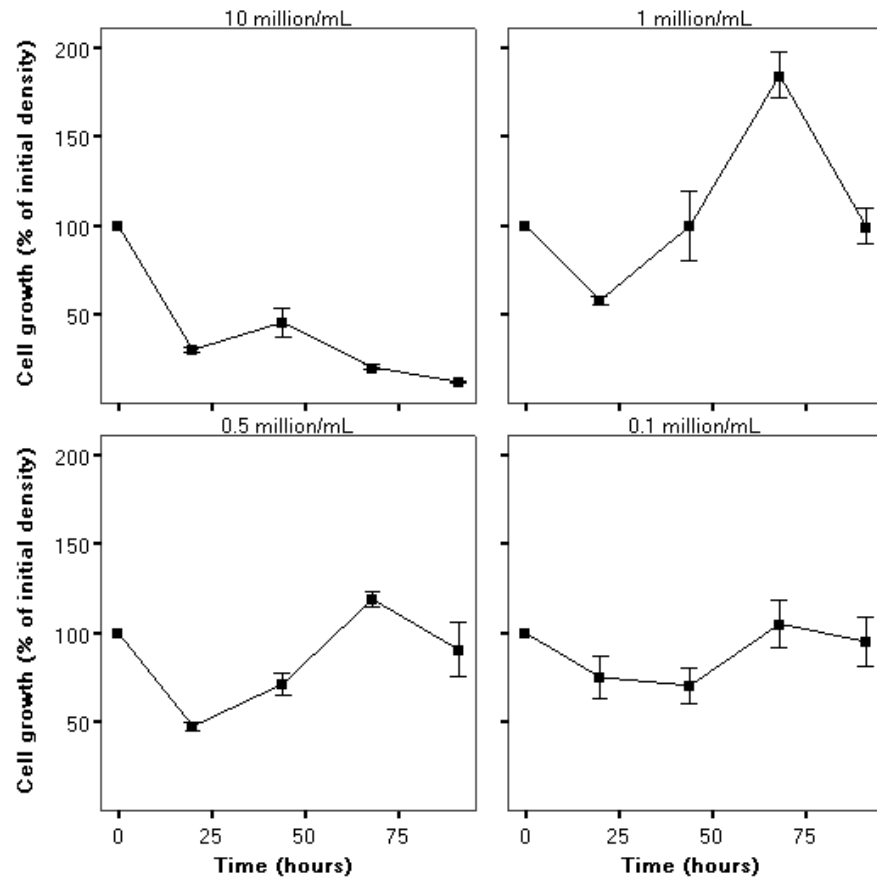 10 million/mL
1 million/mL
200
150
100
50
Cell growth (% of initial density)
0.5 million/mL
0.1 million/mL
200
150
100
50
Cell growth (% of initial density)
0 25 50 75
0 25 50 75
Time (hours)
Time (hours)